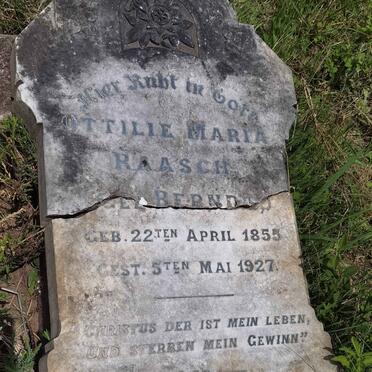 Hier Ruht in Gott
OTTILIE MARIA
RAASCH
GEB. 22TEN APRIL 1855
GEST. 5TEN MAI 1927.
"CHRISTUS DER IST MEIN LEBEN,
UND STERBEN MEIN GEWINN"